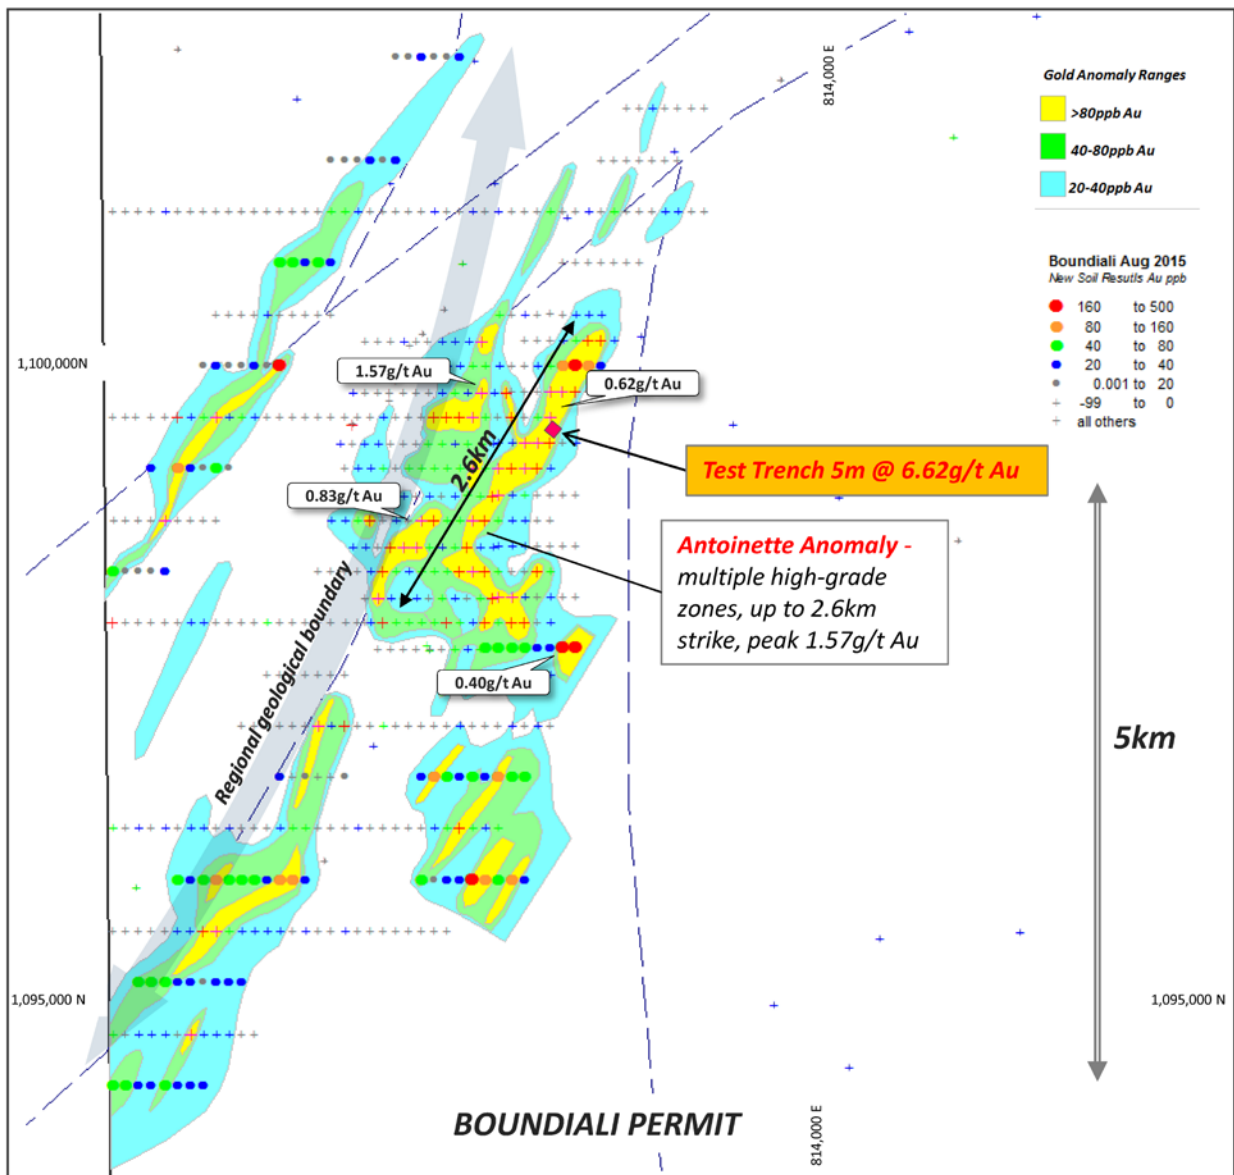 814,000 E
Gold Anomaly Ranges
>80ppb Au
40-80ppb Au
20-40ppb Au
Boundiali Aug 2015
New Soil Resutls Au ppb
160 to 500
80 to 160
40 to 80
20 to 40
0.001 to 20
-99 to 0
all others
1,100,000N
1.57g/t Au
0.62g/t Au
2.6km
Test Trench 5m @ 6.62g/t Au
0.83g/t Au
Antoinette Anomaly -
multiple high-grade
zones, up to 2.6km
strike, peak 1.57g/t Au
Regional geological boundary
0.40g/t Au
5km
1,095,000 N
1,095,000 N
BOUNDIALI PERMIT
814,000 E